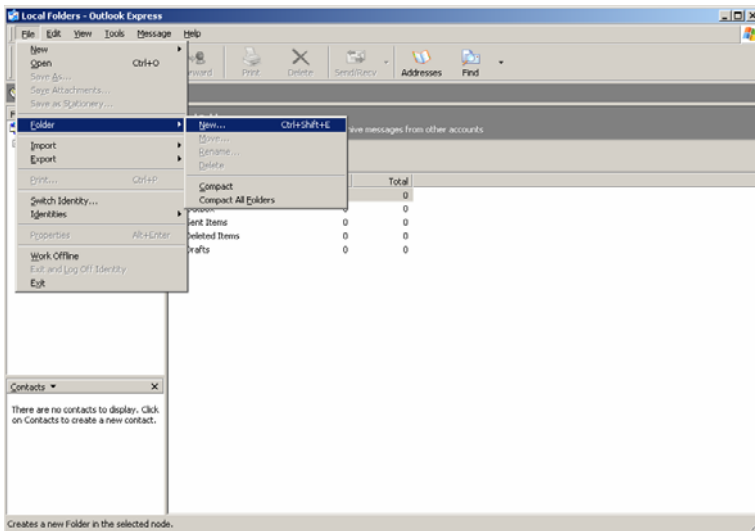 Local Folders - Outlook Express
File Edit View Tools Message Help
New
Open Ctrl+O
Save As...
Save Attachments...
Save as Stationery...
Folder
Import
Export
Print... Ctrl+P
Switch Identity...
Identities
Properties Alt+Enter
Work Offline
Exit and Log Off Identity
Exit
Print Delete Send/Recv Addresses Find
New... Ctrl+Shift+E
Move...
Rename...
Delete
Compact
Compact All Folders
messages from other accounts
Total
0
0 0
Sent Items 0 0
Deleted Items 0 0
Drafts 0 0
Contacts
There are no contacts to display. Click
on Contacts to create a new contact.
Creates a new Folder in the selected node.